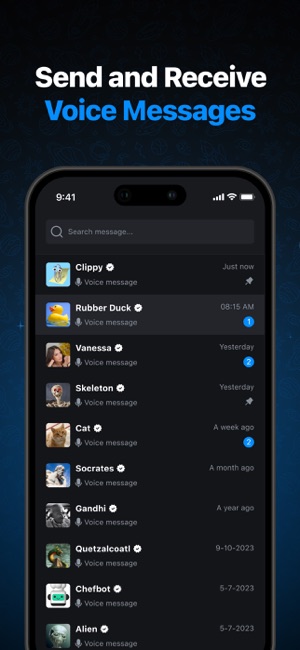 Send and Receive
Voice Messages
9:41
Search message...
Clippy Just now
Voice message
Rubber Duck 08:15 AM
Voice message 1
Vanessa Yesterday
Voice message 2
Skeleton Yesterday
Voice message
Cat A week ago
Voice message 2
Socrates A month ago
Voice message
Gandhi A year ago
Voice message
Quetzalcoatl 9-10-2023
Voice message
Chefbot 5-7-2023
Voice message
Alien 5-7-2023
Voice message